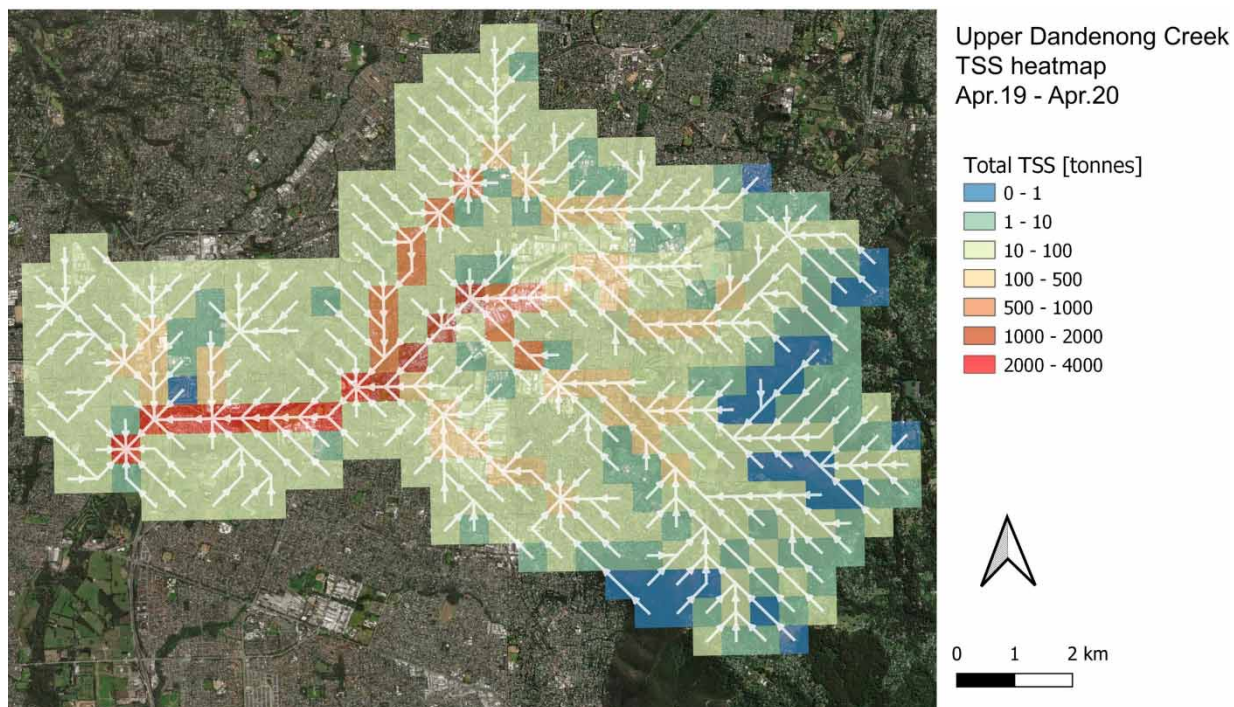 Upper Dandenong Creek
TSS heatmap
Apr.19 - Apr.20
Total TSS [tonnes]
0 - 1
1 - 10
10 - 100
100 - 500
500 - 1000
1000 - 2000
2000 - 4000
0 1 2 km